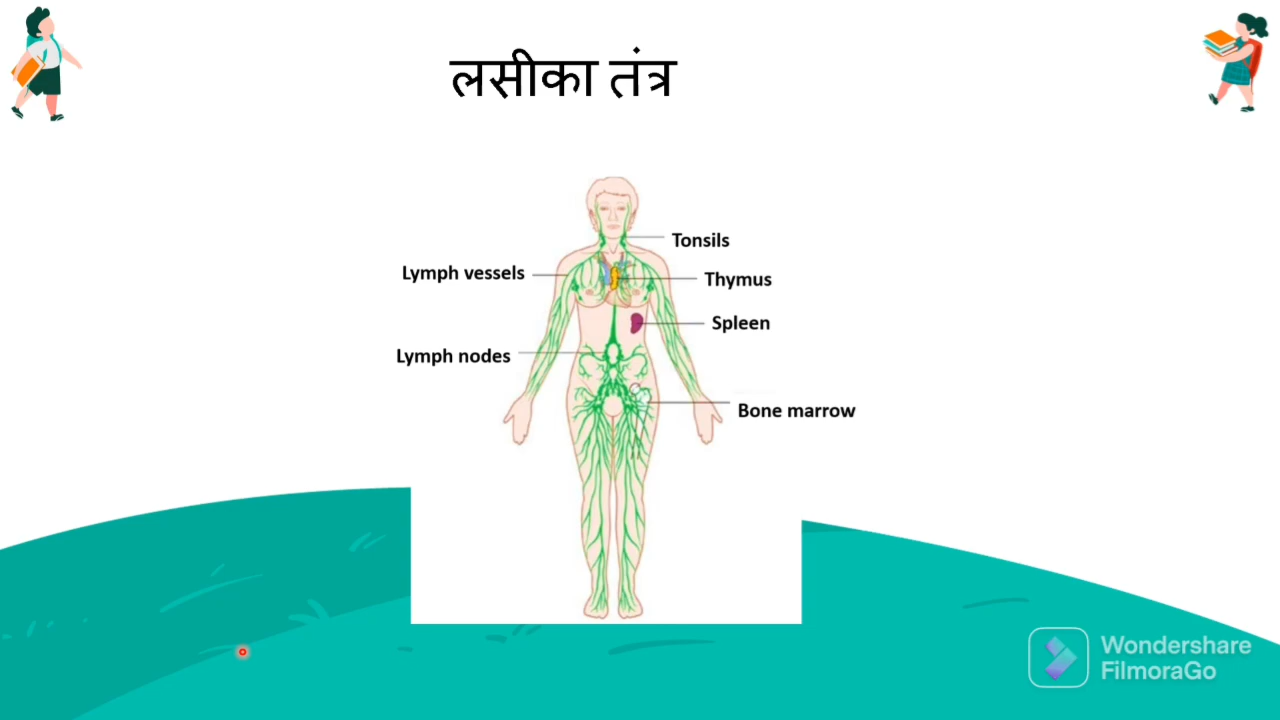 लसीका तंत्र
Tonsils
Lymph vessels
Thymus
Spleen
Lymph nodes
Bone marrow
Wondershare
FilmoraGo